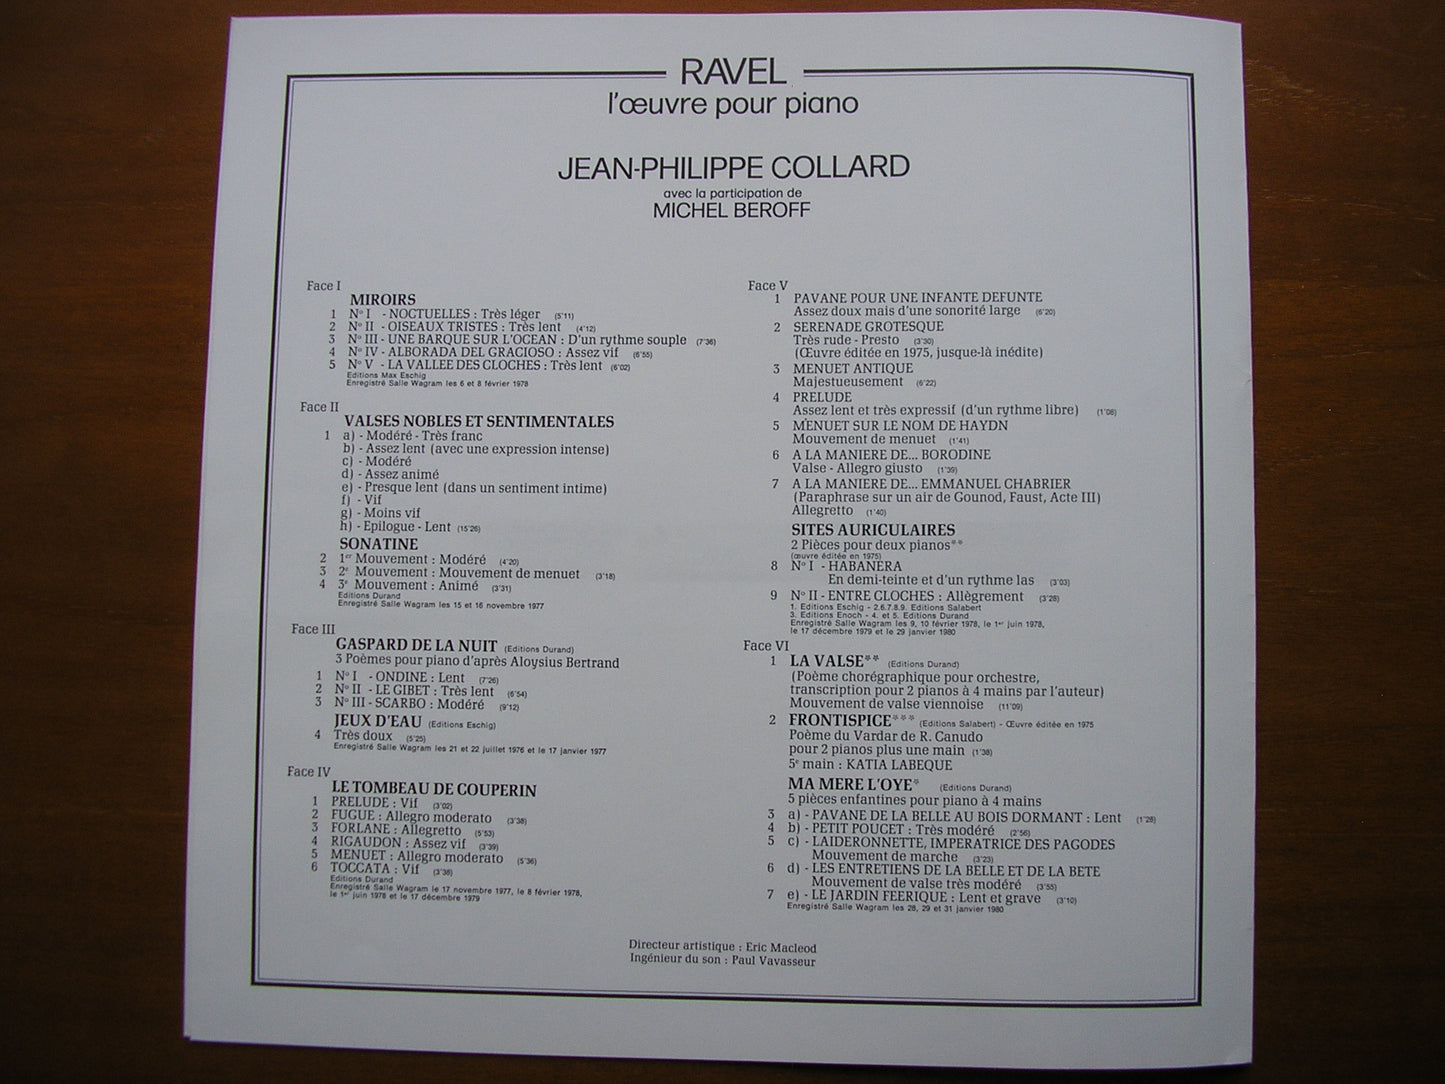 RAVEL
l'œuvre pour piano
JEAN-PHILIPPE COLLARD
avec la participation de
MICHEL BEROFF
Face I
MIROIRS
1 Nº I - NOCTUELLES : Très léger (5'11)
2 Nº II - OISEAUX TRISTES : Très lent (4'12)
3 Nº III - UNE BARQUE SUR L'OCEAN : D'un rythme souple (7'36)
4 Nº IV - ALBORADA DEL GRACIOSO : Assez vif (6'55)
5 Nº V - LA VALLEE DES CLOCHES : Très lent (6'02)
Editions Max Eschig
Enregistré Salle Wagram les 6 et 8 février 1978
Face II
VALSES NOBLES ET SENTIMENTALES
1 a) - Modéré - Très franc
b) - Assez lent (avec une expression intense)
c) - Modéré
d) - Assez animé
e) - Presque lent (dans un sentiment intime)
f) - Vif
g) - Moins vif
h) - Epilogue - Lent (15'26)
SONATINE
2 1er Mouvement : Modéré (4'20)
3 2e Mouvement : Mouvement de menuet (3'18)
4 3e Mouvement : Animé (3'31)
Editions Durand
Enregistré Salle Wagram les 15 et 16 novembre 1977
Face III
GASPARD DE LA NUIT (Editions Durand)
3 Poèmes pour piano d'après Aloysius Bertrand
1 Nº I - ONDINE : Lent (7'26)
2 Nº II - LE GIBET : Très lent (6'54)
3 Nº III - SCARBO : Modéré (9'12)
JEUX D'EAU (Editions Eschig)
4 Très doux (5'25)
Enregistré Salle Wagram les 21 et 22 juillet 1976 et le 17 janvier 1977
Face IV
LE TOMBEAU DE COUPERIN
1 PRELUDE : Vif (3'02)
2 FUGUE : Allegro moderato (3'38)
3 FORLANE : Allegretto (5'53)
4 RIGAUDON : Assez vif (3'39)
5 MENUET : Allegro moderato (5'36)
6 TOCCATA : Vif (3'38)
Editions Durand
Enregistré Salle Wagram le 17 novembre 1977, le 8 février 1978,
le 1er juin 1978 et le 17 décembre 1979
Face V
1 PAVANE POUR UNE INFANTE DEFUNTE
Assez doux mais d'une sonorité large (6'20)
2 SERENADE GROTESQUE
Très rude - Presto (3'30)
(Œuvre éditée en 1975, jusque-là inédite)
3 MENUET ANTIQUE
Majestueusement (6'22)
4 PRELUDE
Assez lent et très expressif (d'un rythme libre) (1'08)
5 MENUET SUR LE NOM DE HAYDN
Mouvement de menuet (1'41)
6 A LA MANIERE DE... BORODINE
Valse - Allegro giusto (1'39)
7 A LA MANIERE DE... EMMANUEL CHABRIER
(Paraphrase sur un air de Gounod, Faust, Acte III)
Allegretto (1'40)
SITES AURICULAIRES
2 Pièces pour deux pianos**
(œuvre éditée en 1975)
8 Nº I - HABANERA
En demi-teinte et d'un rythme las (3'03)
9 Nº II - ENTRE CLOCHES : Allègrement (3'28)
1. Editions Eschig - 2.6.7.8.9. Editions Salabert
3. Editions Enoch - 4. et 5. Editions Durand
Enregistré Salle Wagram les 9, 10 février 1978, le 1er juin 1978,
le 17 décembre 1979 et le 29 janvier 1980
Face VI
1 LA VALSE** (Editions Durand)
(Poème chorégraphique pour orchestre,
transcription pour 2 pianos à 4 mains par l'auteur)
Mouvement de valse viennoise (11'09)
2 FRONTISPICE*** (Editions Salabert) - Œuvre éditée en 1975
Poème du Vardar de R. Canudo
pour 2 pianos plus une main (1'38)
5e main : KATIA LABEQUE
MA MERE L'OYE* (Editions Durand)
5 pièces enfantines pour piano à 4 mains
3 a) - PAVANE DE LA BELLE AU BOIS DORMANT : Lent (1'28)
4 b) - PETIT POUCET : Très modéré (2'56)
5 c) - LAIDERONNETTE, IMPERATRICE DES PAGODES
Mouvement de marche (3'23)
6 d) - LES ENTRETIENS DE LA BELLE ET DE LA BETE
Mouvement de valse très modéré (3'55)
7 e) - LE JARDIN FEERIQUE : Lent et grave (3'10)
Enregistré Salle Wagram les 28, 29 et 31 janvier 1980
Directeur artistique : Eric Macleod
Ingénieur du son : Paul Vavasseur